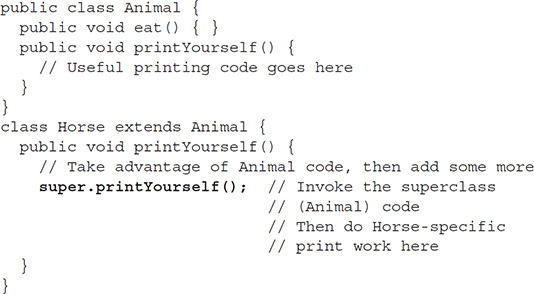 public class Animal {
  public void eat() { }
  public void printYourself() {
    // Useful printing code goes here
  }
}
class Horse extends Animal {
  public void printYourself() {
    // Take advantage of Animal code, then add some more
    super.printYourself();  // Invoke the superclass
                            // (Animal) code
                            // Then do Horse-specific
                            // print work here
  }
}